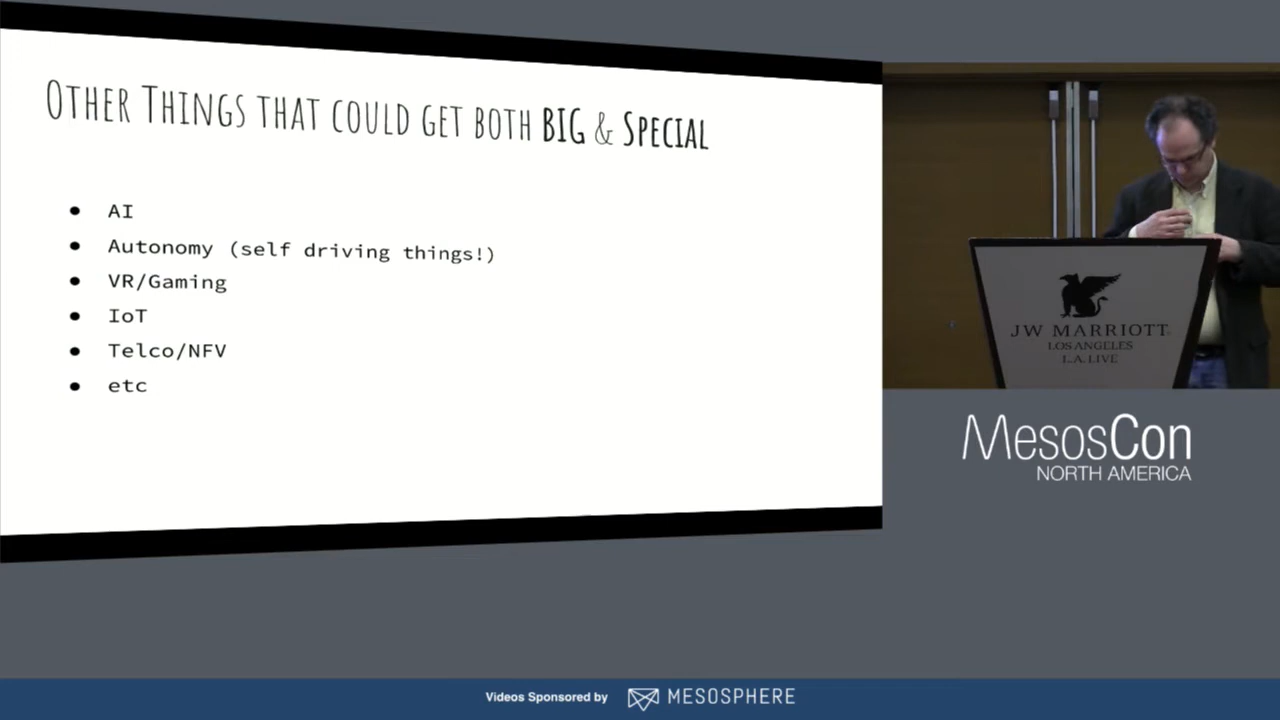 Other Things that could get both BIG & Special
● AI
● Autonomy (self driving things!)
● VR/Gaming
● IoT
● Telco/NFV
● etc
JW MARRIOTT
LOS ANGELES
L.A. LIVE
MesosCon
NORTH AMERICA
Videos Sponsored by MESOSPHERE